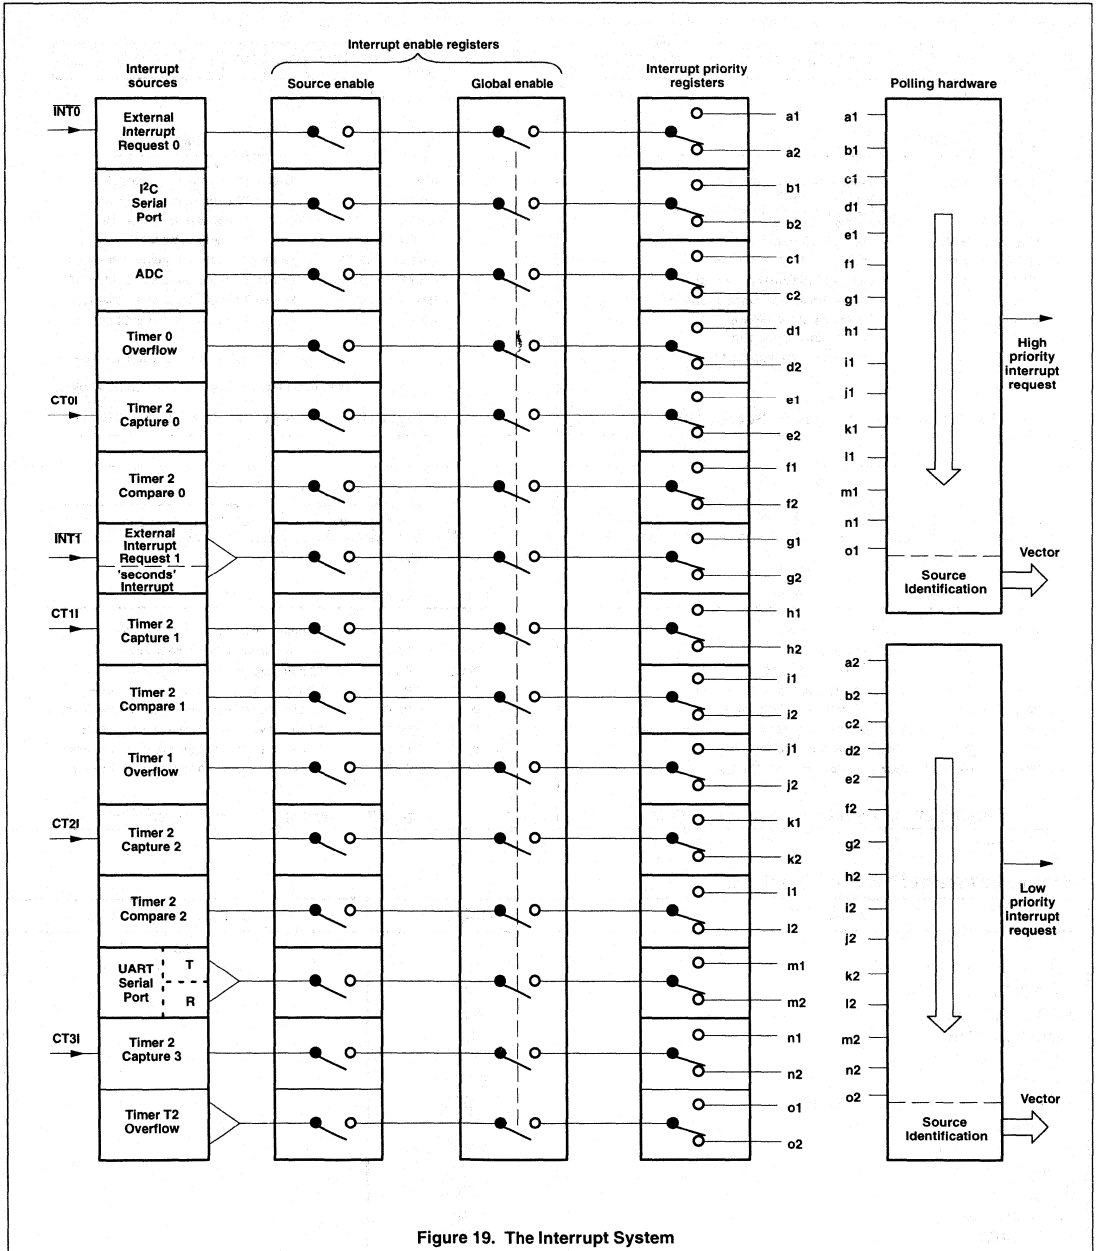 Interrupt enable registers
Interrupt
sources
Source enable
Global enable
Interrupt priority
registers
Polling hardware
INT0
External
Interrupt
Request 0
a1
a2
I²C
Serial
Port
b1
b2
ADC
c1
c2
Timer 0
Overflow
d1
d2
CT0I
Timer 2
Capture 0
e1
e2
Timer 2
Compare 0
f1
f2
INT1
External
Interrupt
Request 1
'seconds'
Interrupt
g1
g2
CT1I
Timer 2
Capture 1
h1
h2
Timer 2
Compare 1
i1
i2
Timer 1
Overflow
j1
j2
CT2I
Timer 2
Capture 2
k1
k2
Timer 2
Compare 2
l1
l2
UART
Serial
Port
T
R
m1
m2
CT3I
Timer 2
Capture 3
n1
n2
Timer T2
Overflow
o1
o2
a1
b1
c1
d1
e1
f1
g1
h1
i1
j1
k1
l1
m1
n1
o1
High
priority
interrupt
request
Source
Identification
Vector
a2
b2
c2
d2
e2
f2
g2
h2
i2
j2
k2
l2
m2
n2
o2
Low
priority
interrupt
request
Source
Identification
Vector
Figure 19. The Interrupt System